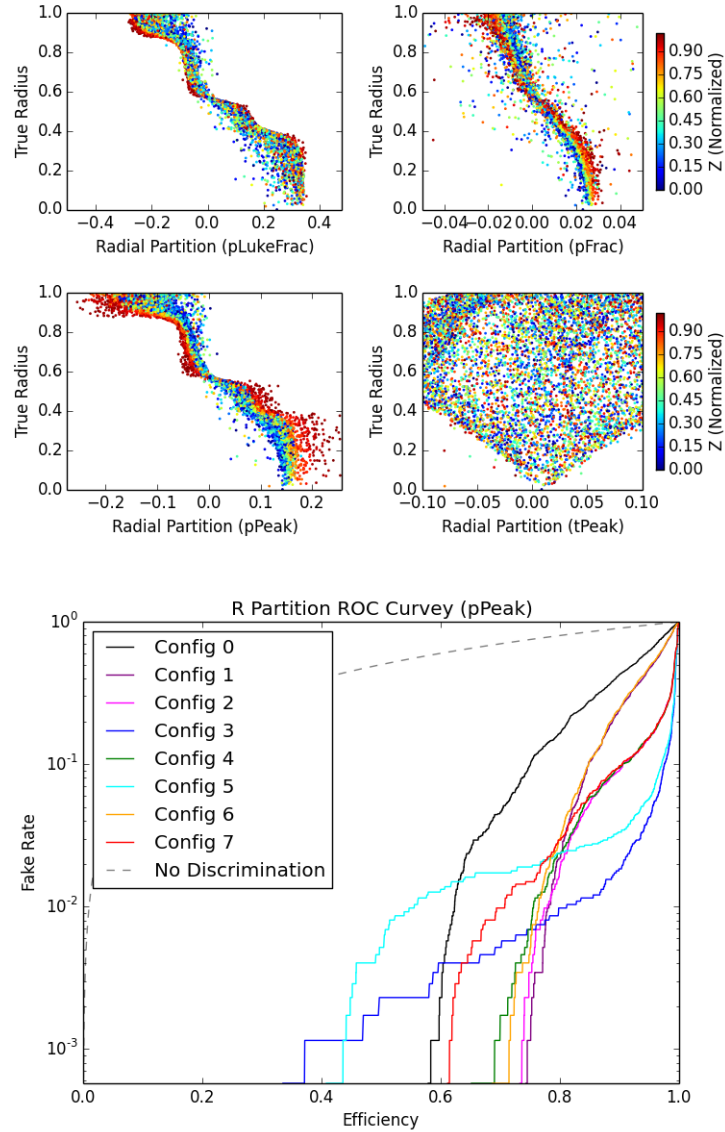 1.0
0.8
0.6
0.4
0.2
0.0
True Radius
−0.4 −0.2 0.0 0.2 0.4
Radial Partition (pLukeFrac)
1.0
0.8
0.6
0.4
0.2
0.0
True Radius
−0.04 −0.02 0.00 0.02 0.04
Radial Partition (pFrac)
0.90
0.75
0.60
0.45
0.30
0.15
0.00
Z (Normalized)
1.0
0.8
0.6
0.4
0.2
0.0
True Radius
−0.2 −0.1 0.0 0.1 0.2
Radial Partition (pPeak)
1.0
0.8
0.6
0.4
0.2
0.0
True Radius
−0.10 −0.05 0.00 0.05 0.10
Radial Partition (tPeak)
0.90
0.75
0.60
0.45
0.30
0.15
0.00
Z (Normalized)
R Partition ROC Curvey (pPeak)
10^0
10^-1
10^-2
10^-3
Fake Rate
Config 0
Config 1
Config 2
Config 3
Config 4
Config 5
Config 6
Config 7
No Discrimination
0.0 0.2 0.4 0.6 0.8 1.0
Efficiency